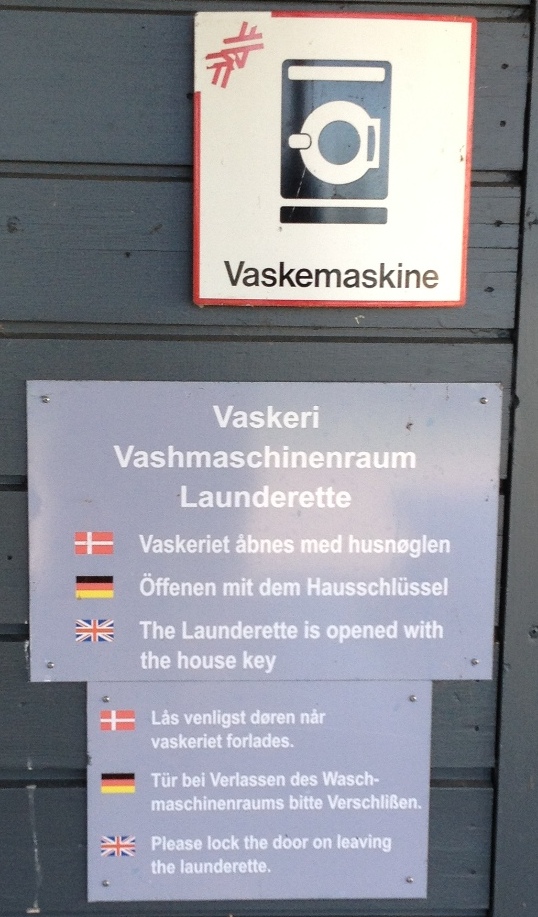 Vaskemaskine
Vaskeri
Vashmaschinenraum
Launderette
Vaskeriet åbnes med husnøglen
Öffenen mit dem Hausschlüssel
The Launderette is opened with
the house key
Lås venligst døren når
vaskeriet forlades.
Tür bei Verlassen des Wasch-
maschinenraums bitte Verschlißen.
Please lock the door on leaving
the launderette.